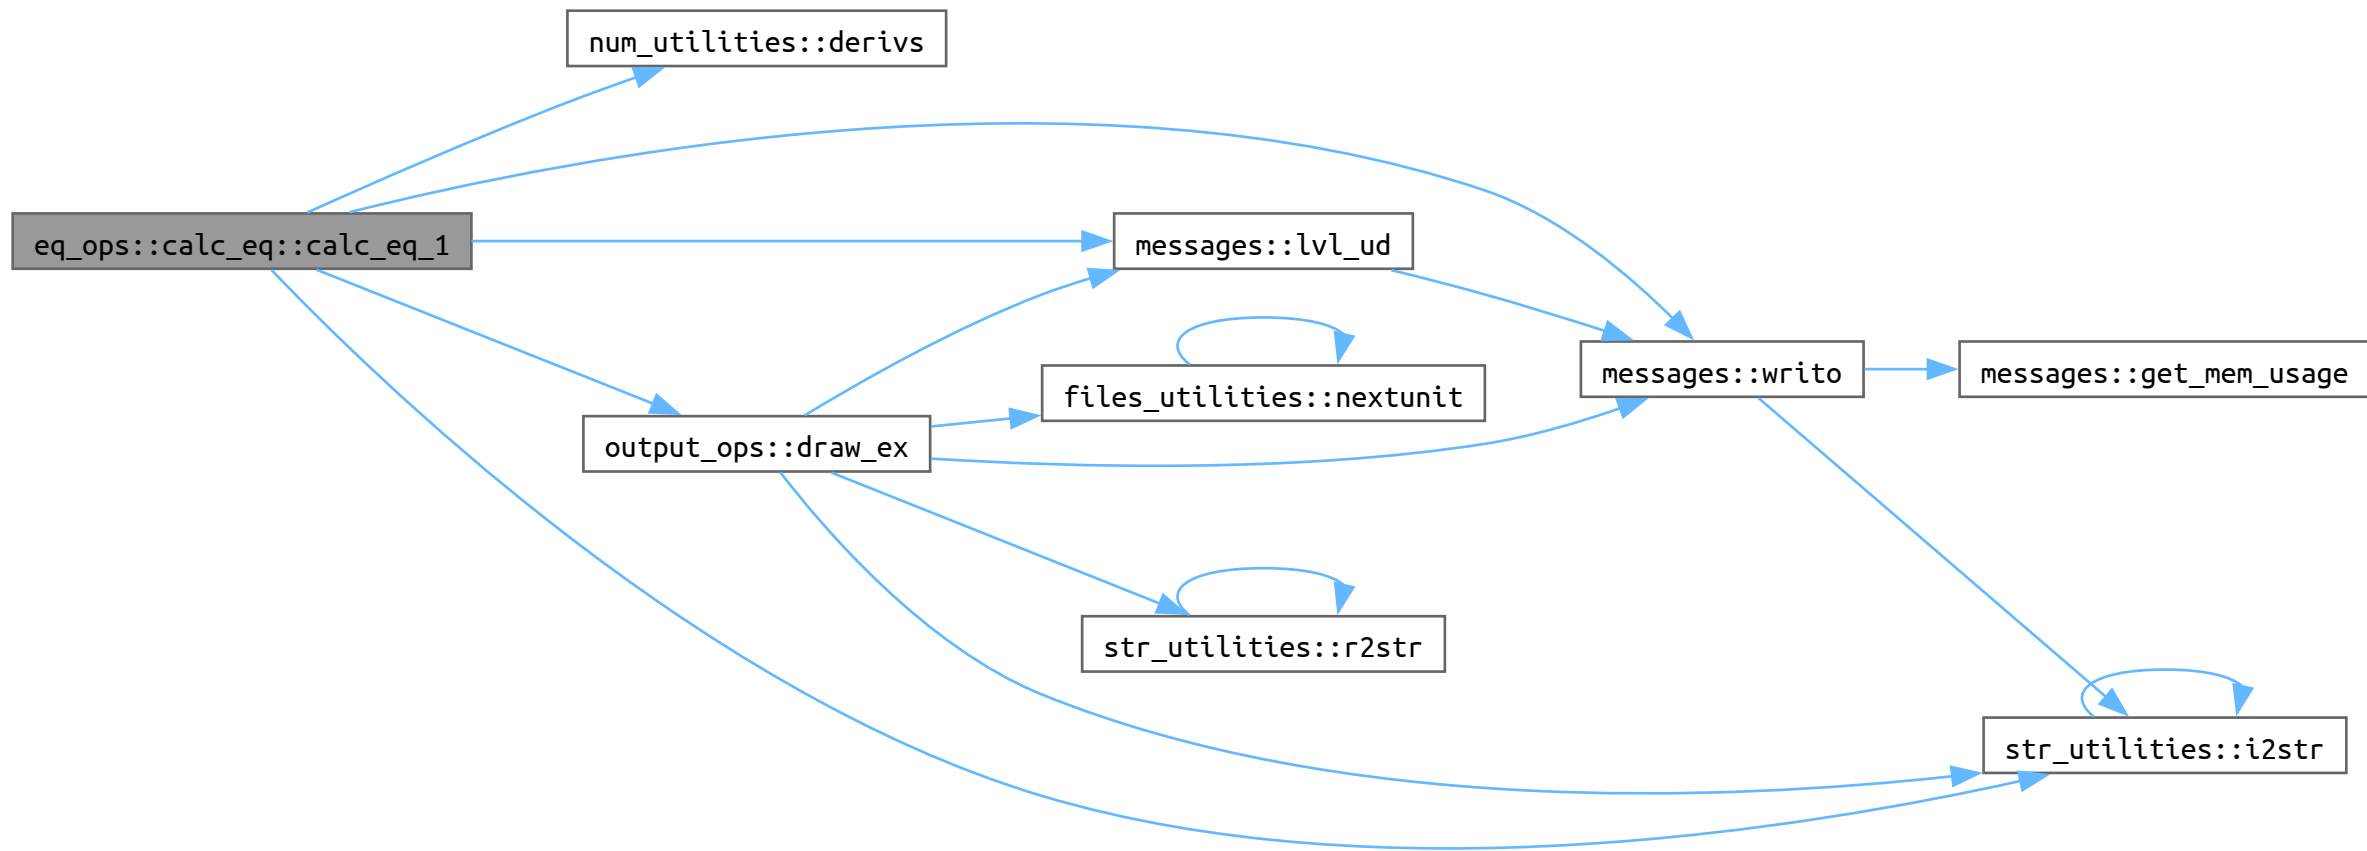 num_utilities::derivs
eq_ops::calc_eq::calc_eq_1
messages::lvl_ud
messages::writo
messages::get_mem_usage
files_utilities::nextunit
output_ops::draw_ex
str_utilities::r2str
str_utilities::i2str